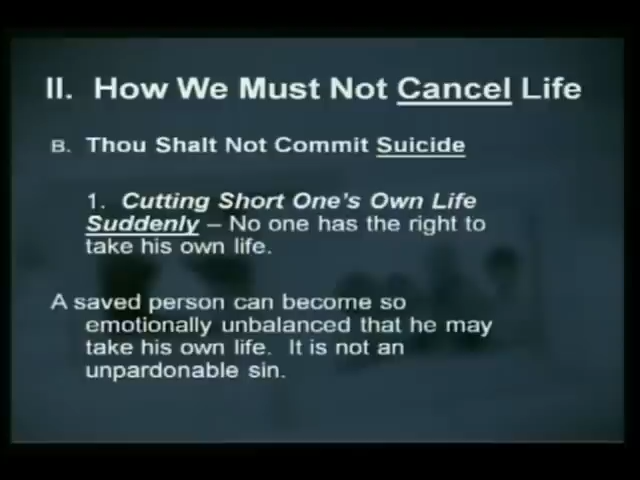 II. How We Must Not Cancel Life
B. Thou Shalt Not Commit Suicide
1. Cutting Short One's Own Life
Suddenly – No one has the right to
take his own life.
A saved person can become so
emotionally unbalanced that he may
take his own life. It is not an
unpardonable sin.